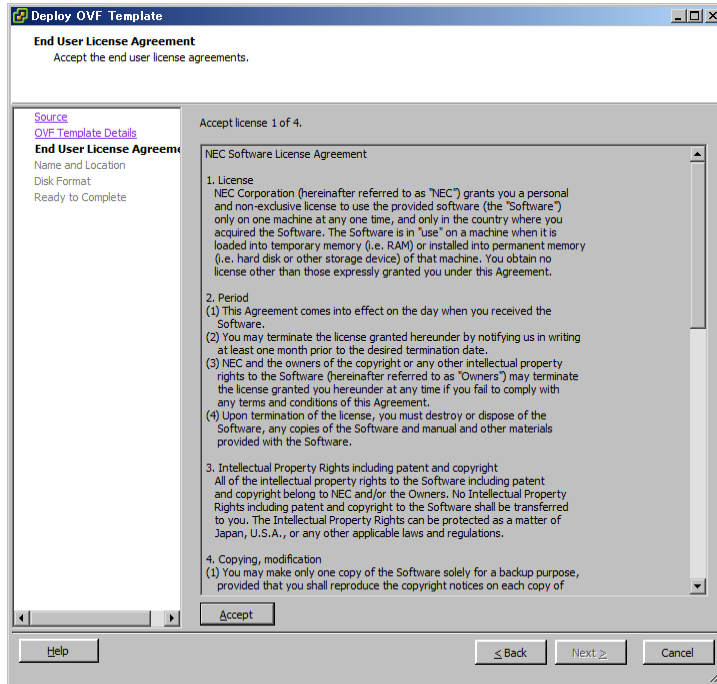 Deploy OVF Template
End User License Agreement
Accept the end user license agreements.
Source
OVF Template Details
End User License Agreeme
Name and Location
Disk Format
Ready to Complete
Accept license 1 of 4.
NEC Software License Agreement
1. License
NEC Corporation (hereinafter referred to as "NEC") grants you a personal
and non-exclusive license to use the provided software (the "Software")
only on one machine at any one time, and only in the country where you
acquired the Software. The Software is in "use" on a machine when it is
loaded into temporary memory (i.e. RAM) or installed into permanent memory
(i.e. hard disk or other storage device) of that machine. You obtain no
license other than those expressly granted you under this Agreement.
2. Period
(1) This Agreement comes into effect on the day when you received the
Software.
(2) You may terminate the license granted hereunder by notifying us in writing
at least one month prior to the desired termination date.
(3) NEC and the owners of the copyright or any other intellectual property
rights to the Software (hereinafter referred to as "Owners") may terminate
the license granted you hereunder at any time if you fail to comply with
any terms and conditions of this Agreement.
(4) Upon termination of the license, you must destroy or dispose of the
Software, any copies of the Software and manual and other materials
provided with the Software.
3. Intellectual Property Rights including patent and copyright
All of the intellectual property rights to the Software including patent
and copyright belong to NEC and/or the Owners. No Intellectual Property
Rights including patent and copyright to the Software shall be transferred
to you. The Intellectual Property Rights can be protected as a matter of
Japan, U.S.A., or any other applicable laws and regulations.
4. Copying, modification
(1) You may make only one copy of the Software solely for a backup purpose,
provided that you shall reproduce the copyright notices on each copy of
Accept
Help
< Back
Next >
Cancel